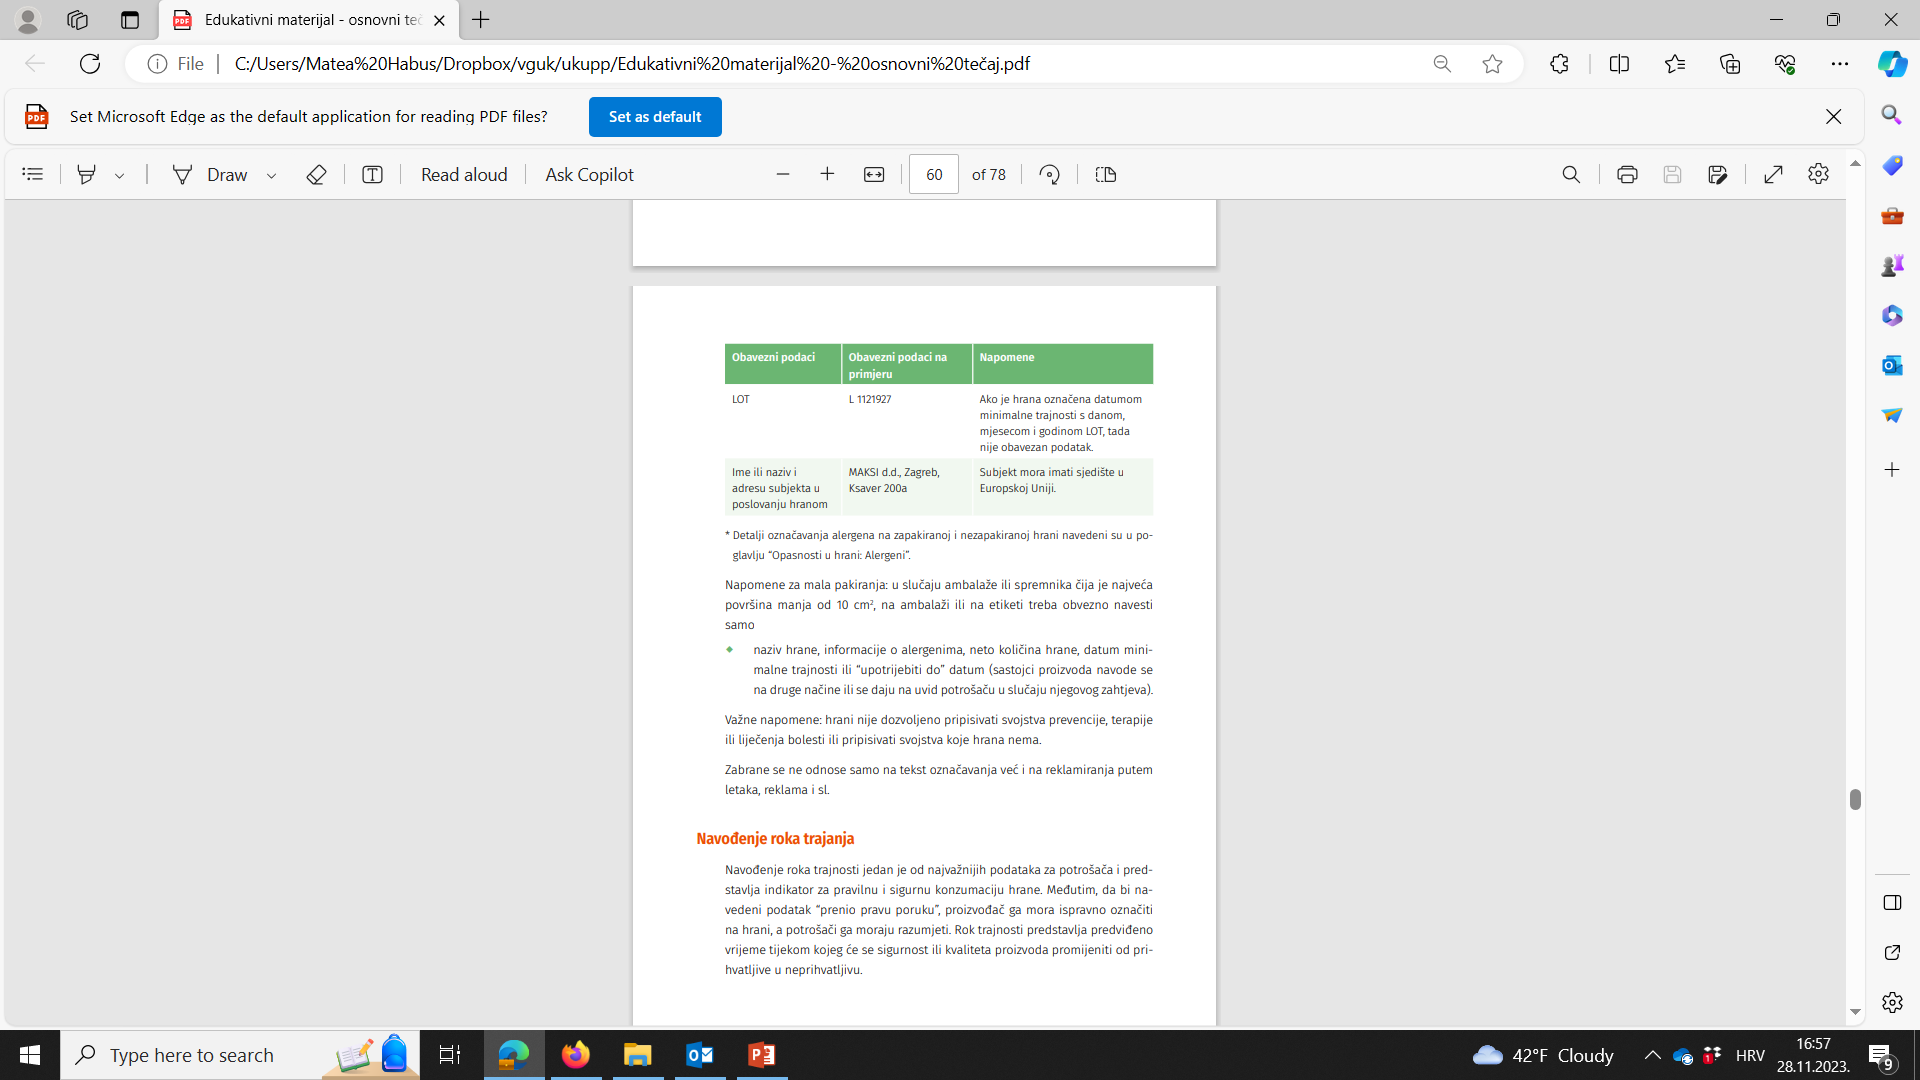 Edukativni materijal - osnovni te
File
C:/Users/Matea%20Habus/Dropbox/vguk/ukupp/Edukativni%20materijal%20-%20osnovni%20tečaj.pdf
PDF
Set Microsoft Edge as the default application for reading PDF files?
Set as default
Draw
Read aloud
Ask Copilot
60
of 78
Obavezni podaci
Obavezni podaci na
primjeru
Napomene
LOT
L 1121927
Ako je hrana označena datumom
minimalne trajnosti s danom,
mjesecom i godinom LOT, tada
nije obavezan podatak.
Ime ili naziv i
adresu subjekta u
poslovanju hranom
MAKSI d.d., Zagreb,
Ksaver 200a
Subjekt mora imati sjedište u
Europskoj Uniji.
* Detalji označavanja alergena na zapakiranoj i nezapakiranoj hrani navedeni su u po-
glavlju “Opasnosti u hrani: Alergeni”.
Napomene za mala pakiranja: u slučaju ambalaže ili spremnika čija je najveća
površina manja od 10 cm², na ambalaži ili na etiketi treba obvezno navesti
samo
naziv hrane, informacije o alergenima, neto količina hrane, datum mini-
malne trajnosti ili “upotrijebiti do” datum (sastojci proizvoda navode se
na druge načine ili se daju na uvid potrošaču u slučaju njegovog zahtjeva).
Važne napomene: hrani nije dozvoljeno pripisivati svojstva prevencije, terapije
ili liječenja bolesti ili pripisivati svojstva koje hrana nema.
Zabrane se ne odnose samo na tekst označavanja već i na reklamiranja putem
letaka, reklama i sl.
Navođenje roka trajanja
Navođenje roka trajnosti jedan je od najvažnijih podataka za potrošača i pred-
stavlja indikator za pravilnu i sigurnu konzumaciju hrane. Međutim, da bi na-
vedeni podatak “prenio pravu poruku”, proizvođač ga mora ispravno označiti
na hrani, a potrošači ga moraju razumjeti. Rok trajnosti predstavlja predviđeno
vrijeme tijekom kojeg će se sigurnost ili kvaliteta proizvoda promijeniti od pri-
hvatljive u neprihvatljivu.
Type here to search
42°F Cloudy
HRV
16:57
28.11.2023.
9